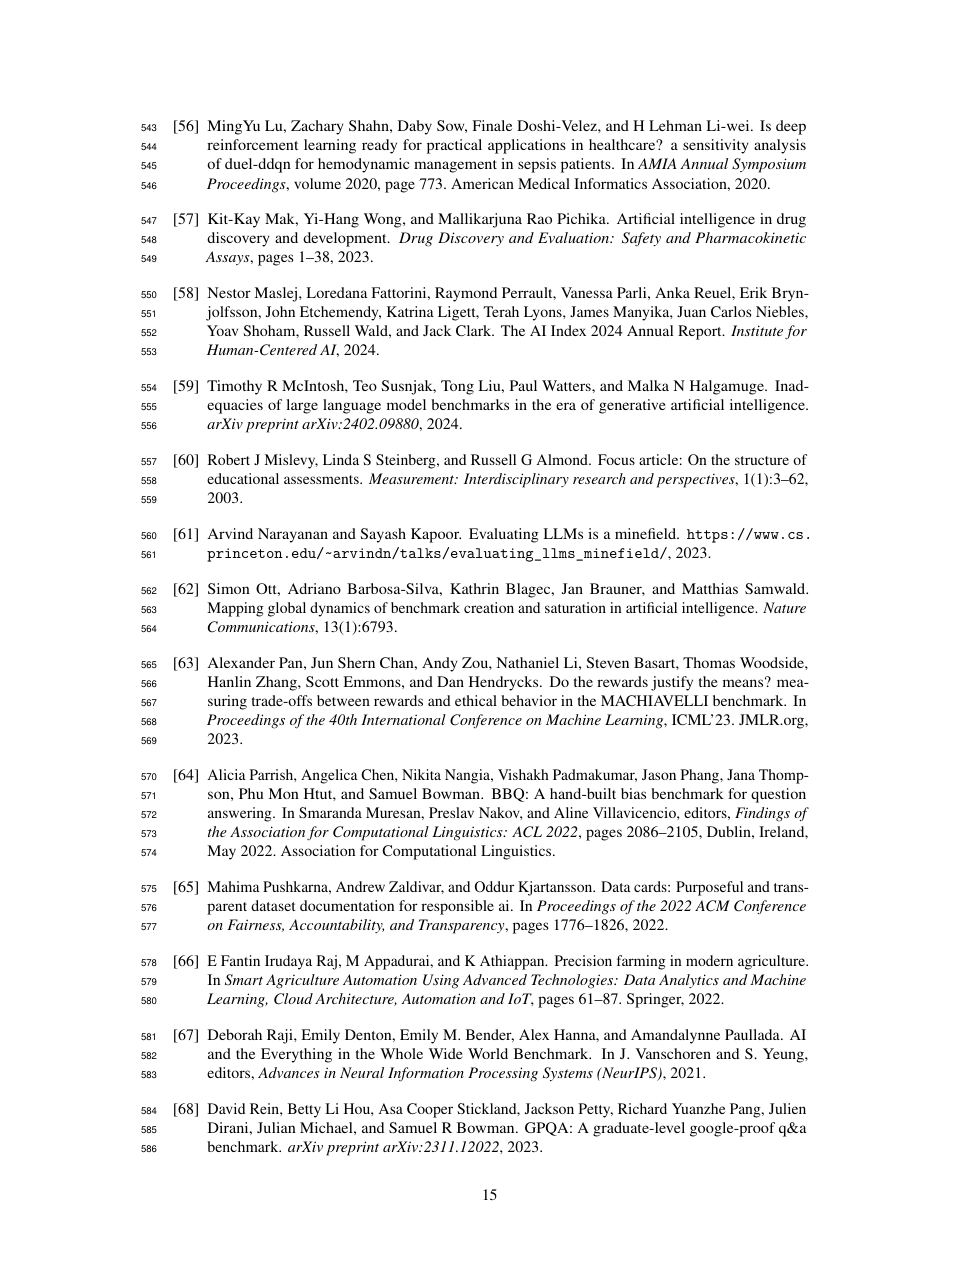 543 [56] MingYu Lu, Zachary Shahn, Daby Sow, Finale Doshi-Velez, and H Lehman Li-wei. Is deep
544 reinforcement learning ready for practical applications in healthcare? a sensitivity analysis
545 of duel-ddqn for hemodynamic management in sepsis patients. In AMIA Annual Symposium
546 Proceedings, volume 2020, page 773. American Medical Informatics Association, 2020.
547 [57] Kit-Kay Mak, Yi-Hang Wong, and Mallikarjuna Rao Pichika. Artificial intelligence in drug
548 discovery and development. Drug Discovery and Evaluation: Safety and Pharmacokinetic
549 Assays, pages 1–38, 2023.
550 [58] Nestor Maslej, Loredana Fattorini, Raymond Perrault, Vanessa Parli, Anka Reuel, Erik Bryn-
551 jolfsson, John Etchemendy, Katrina Ligett, Terah Lyons, James Manyika, Juan Carlos Niebles,
552 Yoav Shoham, Russell Wald, and Jack Clark. The AI Index 2024 Annual Report. Institute for
553 Human-Centered AI, 2024.
554 [59] Timothy R McIntosh, Teo Susnjak, Tong Liu, Paul Watters, and Malka N Halgamuge. Inad-
555 equacies of large language model benchmarks in the era of generative artificial intelligence.
556 arXiv preprint arXiv:2402.09880, 2024.
557 [60] Robert J Mislevy, Linda S Steinberg, and Russell G Almond. Focus article: On the structure of
558 educational assessments. Measurement: Interdisciplinary research and perspectives, 1(1):3–62,
559 2003.
560 [61] Arvind Narayanan and Sayash Kapoor. Evaluating LLMs is a minefield. https://www.cs.
561 princeton.edu/~arvindn/talks/evaluating_llms_minefield/, 2023.
562 [62] Simon Ott, Adriano Barbosa-Silva, Kathrin Blagec, Jan Brauner, and Matthias Samwald.
563 Mapping global dynamics of benchmark creation and saturation in artificial intelligence. Nature
564 Communications, 13(1):6793.
565 [63] Alexander Pan, Jun Shern Chan, Andy Zou, Nathaniel Li, Steven Basart, Thomas Woodside,
566 Hanlin Zhang, Scott Emmons, and Dan Hendrycks. Do the rewards justify the means? mea-
567 suring trade-offs between rewards and ethical behavior in the MACHIAVELLI benchmark. In
568 Proceedings of the 40th International Conference on Machine Learning, ICML’23. JMLR.org,
569 2023.
570 [64] Alicia Parrish, Angelica Chen, Nikita Nangia, Vishakh Padmakumar, Jason Phang, Jana Thomp-
571 son, Phu Mon Htut, and Samuel Bowman. BBQ: A hand-built bias benchmark for question
572 answering. In Smaranda Muresan, Preslav Nakov, and Aline Villavicencio, editors, Findings of
573 the Association for Computational Linguistics: ACL 2022, pages 2086–2105, Dublin, Ireland,
574 May 2022. Association for Computational Linguistics.
575 [65] Mahima Pushkarna, Andrew Zaldivar, and Oddur Kjartansson. Data cards: Purposeful and trans-
576 parent dataset documentation for responsible ai. In Proceedings of the 2022 ACM Conference
577 on Fairness, Accountability, and Transparency, pages 1776–1826, 2022.
578 [66] E Fantin Irudaya Raj, M Appadurai, and K Athiappan. Precision farming in modern agriculture.
579 In Smart Agriculture Automation Using Advanced Technologies: Data Analytics and Machine
580 Learning, Cloud Architecture, Automation and IoT, pages 61–87. Springer, 2022.
581 [67] Deborah Raji, Emily Denton, Emily M. Bender, Alex Hanna, and Amandalynne Paullada. AI
582 and the Everything in the Whole Wide World Benchmark. In J. Vanschoren and S. Yeung,
583 editors, Advances in Neural Information Processing Systems (NeurIPS), 2021.
584 [68] David Rein, Betty Li Hou, Asa Cooper Stickland, Jackson Petty, Richard Yuanzhe Pang, Julien
585 Dirani, Julian Michael, and Samuel R Bowman. GPQA: A graduate-level google-proof q&a
586 benchmark. arXiv preprint arXiv:2311.12022, 2023.
15